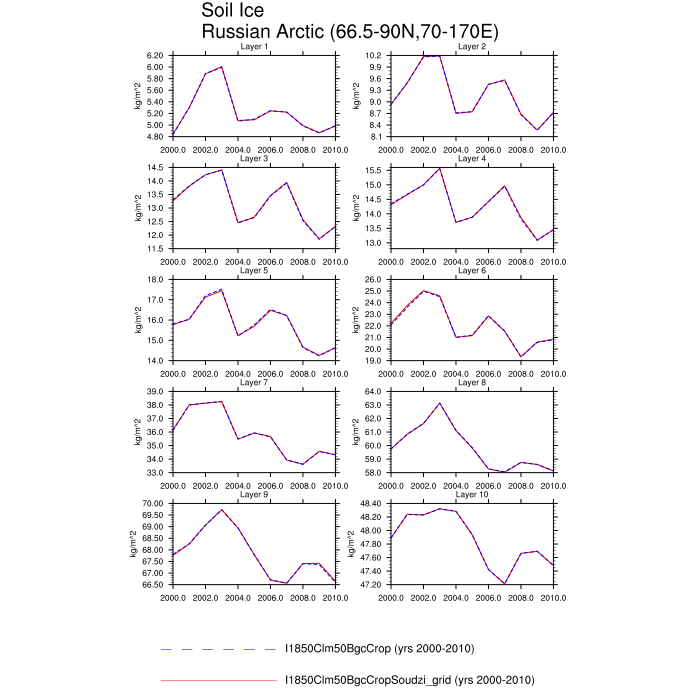 Soil Ice
Russian Arctic (66.5-90N,70-170E)
Layer 1
6.20
6.00
5.80
5.60
5.40
5.20
5.00
4.80
kg/m^2
2000.0 2002.0 2004.0 2006.0 2008.0 2010.0
Layer 2
10.2
9.9
9.6
9.3
9.0
8.7
8.4
8.1
kg/m^2
2000.0 2002.0 2004.0 2006.0 2008.0 2010.0
Layer 3
14.5
14.0
13.5
13.0
12.5
12.0
11.5
kg/m^2
2000.0 2002.0 2004.0 2006.0 2008.0 2010.0
Layer 4
15.5
15.0
14.5
14.0
13.5
13.0
kg/m^2
2000.0 2002.0 2004.0 2006.0 2008.0 2010.0
Layer 5
18.0
17.0
16.0
15.0
14.0
kg/m^2
2000.0 2002.0 2004.0 2006.0 2008.0 2010.0
Layer 6
26.0
25.0
24.0
23.0
22.0
21.0
20.0
19.0
kg/m^2
2000.0 2002.0 2004.0 2006.0 2008.0 2010.0
Layer 7
39.0
38.0
37.0
36.0
35.0
34.0
33.0
kg/m^2
2000.0 2002.0 2004.0 2006.0 2008.0 2010.0
Layer 8
64.0
63.0
62.0
61.0
60.0
59.0
58.0
kg/m^2
2000.0 2002.0 2004.0 2006.0 2008.0 2010.0
Layer 9
70.00
69.50
69.00
68.50
68.00
67.50
67.00
66.50
kg/m^2
2000.0 2002.0 2004.0 2006.0 2008.0 2010.0
Layer 10
48.40
48.20
48.00
47.80
47.60
47.40
47.20
kg/m^2
2000.0 2002.0 2004.0 2006.0 2008.0 2010.0
I1850Clm50BgcCrop (yrs 2000-2010)
I1850Clm50BgcCropSoudzi_grid (yrs 2000-2010)